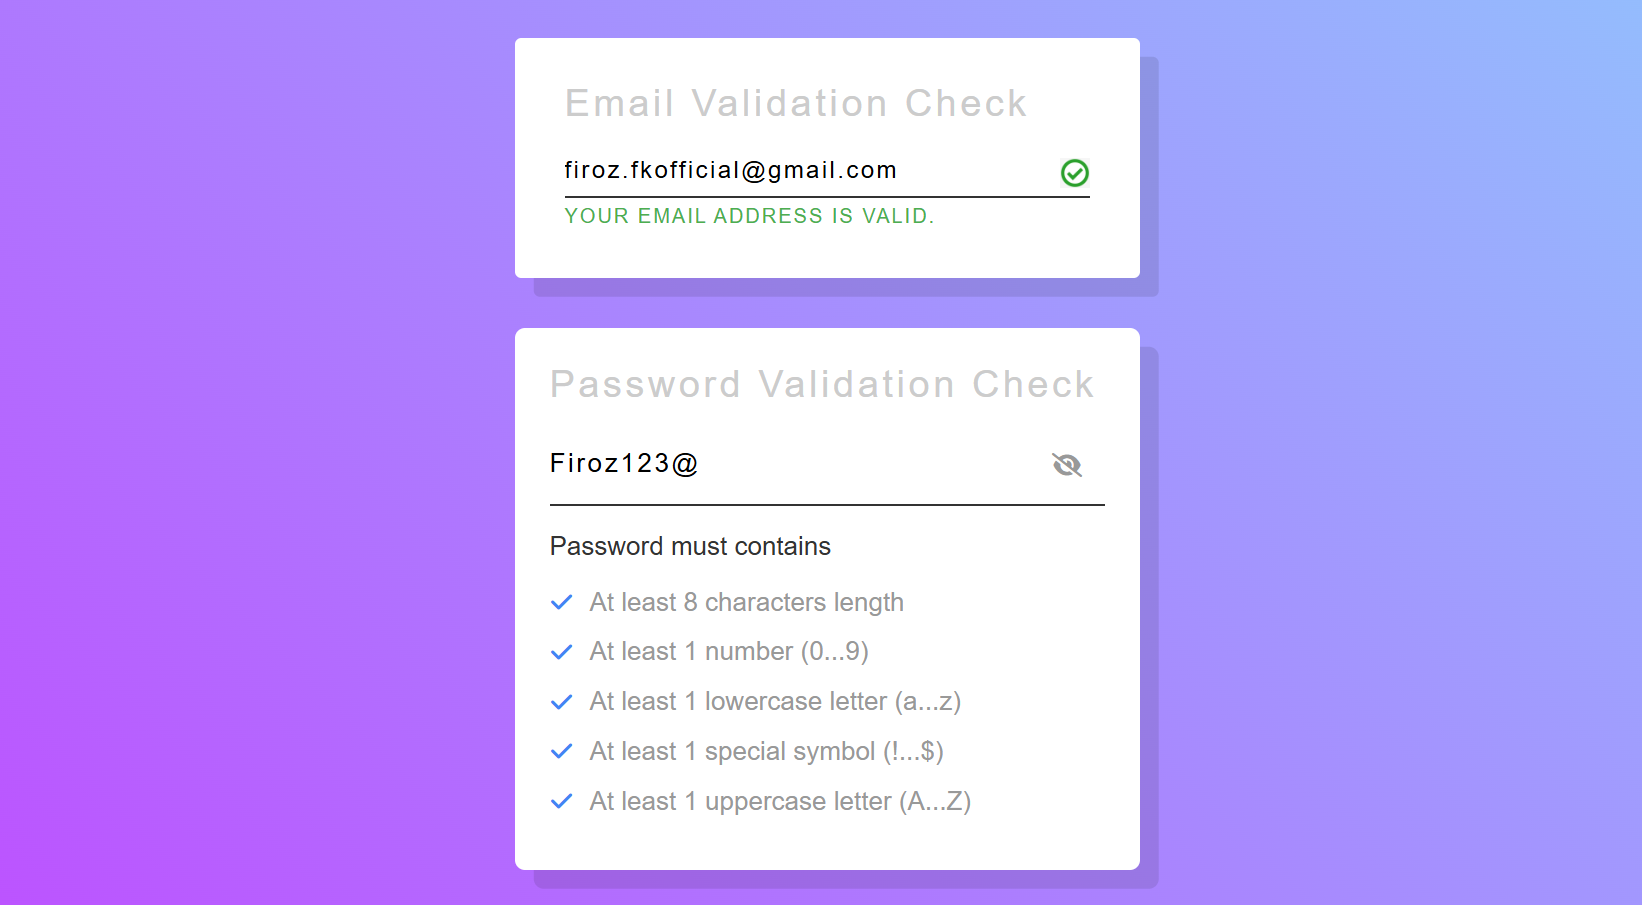 Email Validation Check
firoz.fkofficial@gmail.com
YOUR EMAIL ADDRESS IS VALID.
Password Validation Check
Firoz123@
Password must contains
At least 8 characters length
At least 1 number (0...9)
At least 1 lowercase letter (a...z)
At least 1 special symbol (!...$)
At least 1 uppercase letter (A...Z)